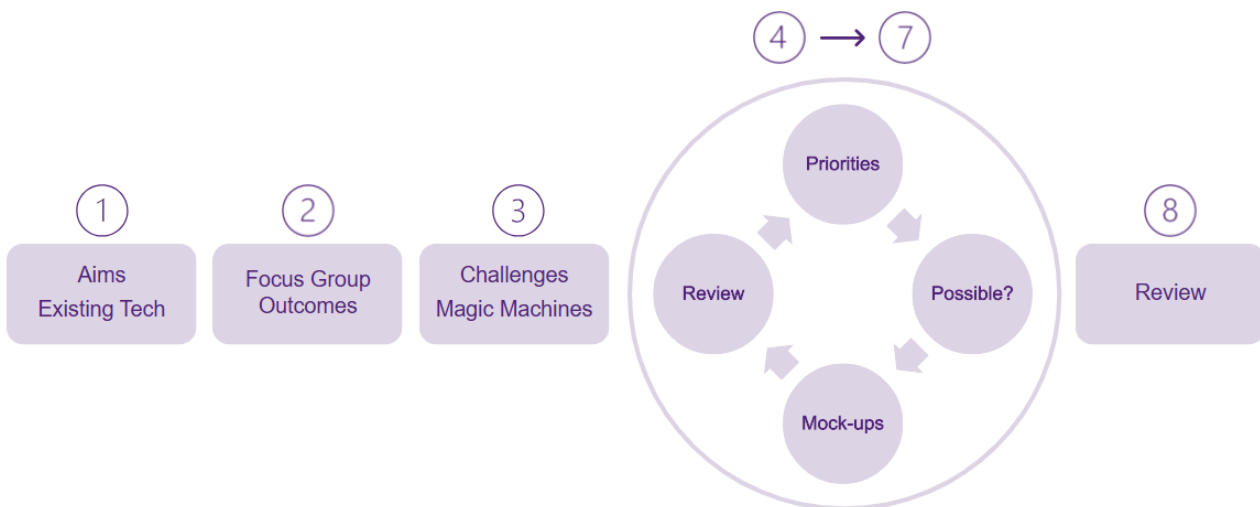 1
Aims
Existing Tech
2
Focus Group
Outcomes
3
Challenges
Magic Machines
4 → 7
Priorities
Possible?
Mock-ups
Review
8
Review